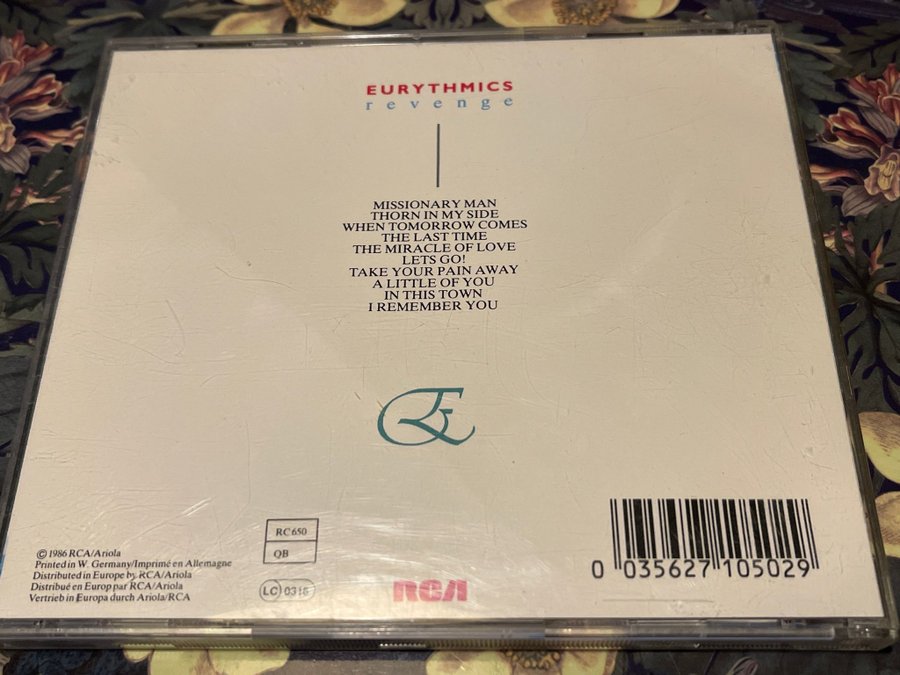 EURYTHMICS
revenge
MISSIONARY MAN
THORN IN MY SIDE
WHEN TOMORROW COMES
THE LAST TIME
THE MIRACLE OF LOVE
LETS GO!
TAKE YOUR PAIN AWAY
A LITTLE OF YOU
IN THIS TOWN
I REMEMBER YOU
© 1986 RCA/Ariola
Printed in W. Germany/Imprimé en Allemagne
Distributed in Europe by RCA/Ariola
Distribué en Europ par RCA/Ariola
Vertrieb in Europa durch Ariola/RCA
RC 650
QB
LC 0316
RCA
0 035627 105029